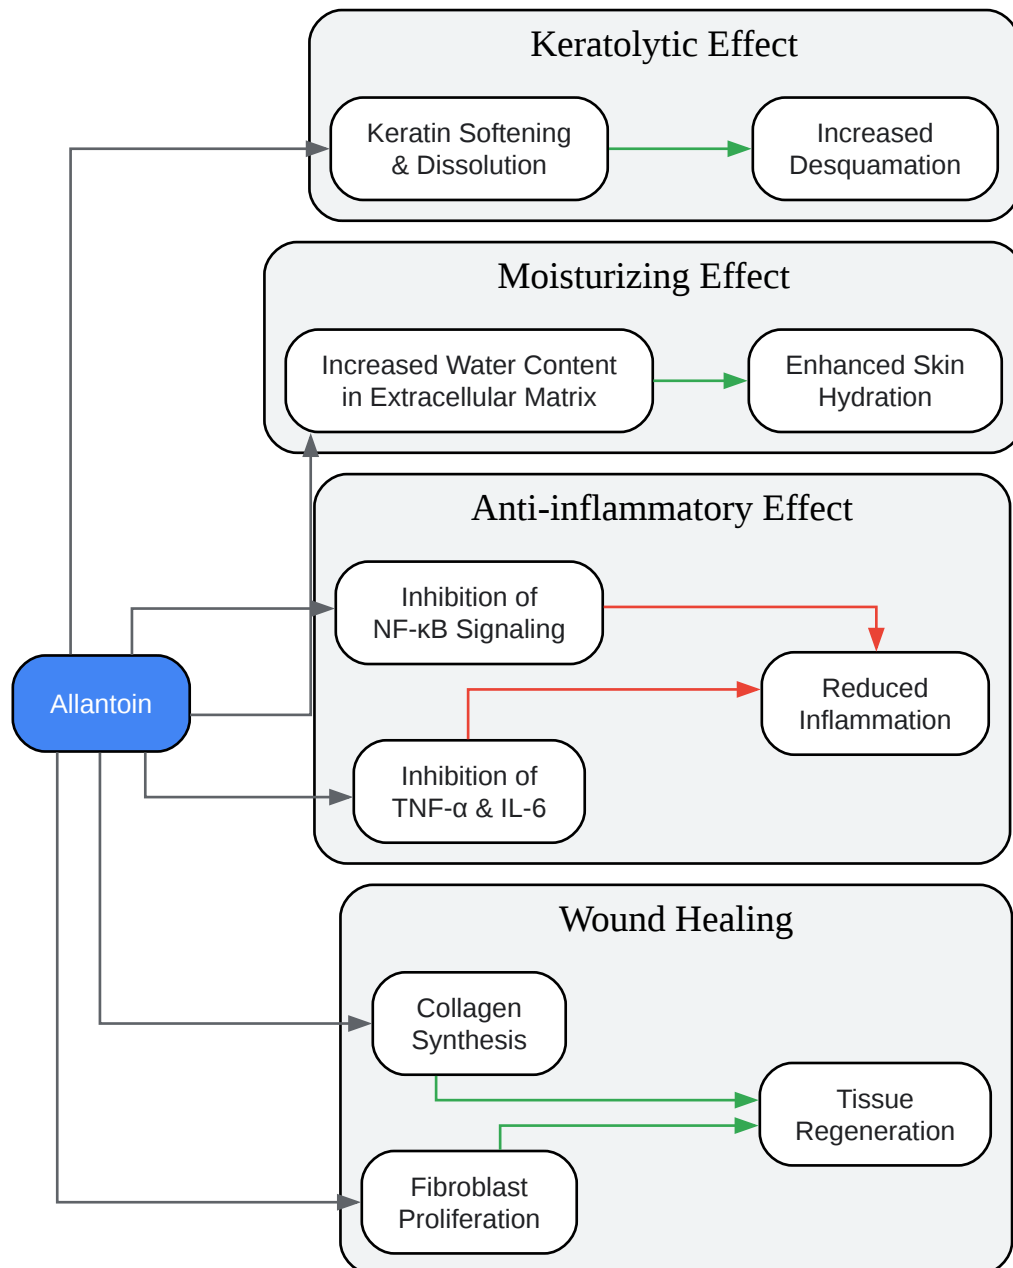 Keratolytic Effect
Keratin Softening
& Dissolution
Increased
Desquamation
Moisturizing Effect
Increased Water Content
in Extracellular Matrix
Enhanced Skin
Hydration
Anti-inflammatory Effect
Inhibition of
NF-κB Signaling
Reduced
Inflammation
Allantoin
Inhibition of
TNF-α & IL-6
Wound Healing
Collagen
Synthesis
Tissue
Regeneration
Fibroblast
Proliferation